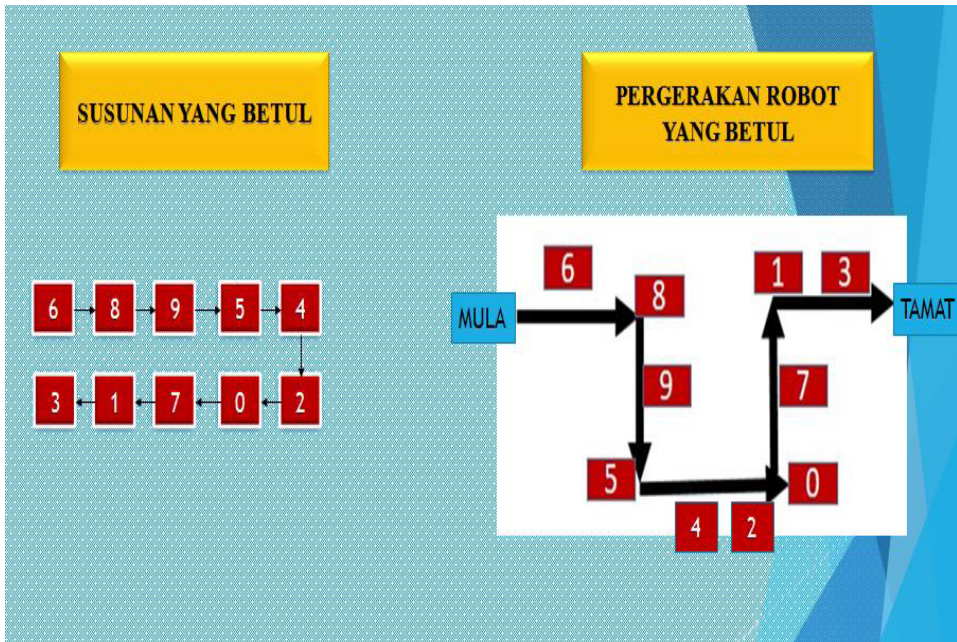 SUSUNAN YANG BETUL
6 8 9 5 4
3 1 7 0 2
PERGERAKAN ROBOT
YANG BETUL
6 1 3
8
MULA TAMAT
9 7
5 0
4 2